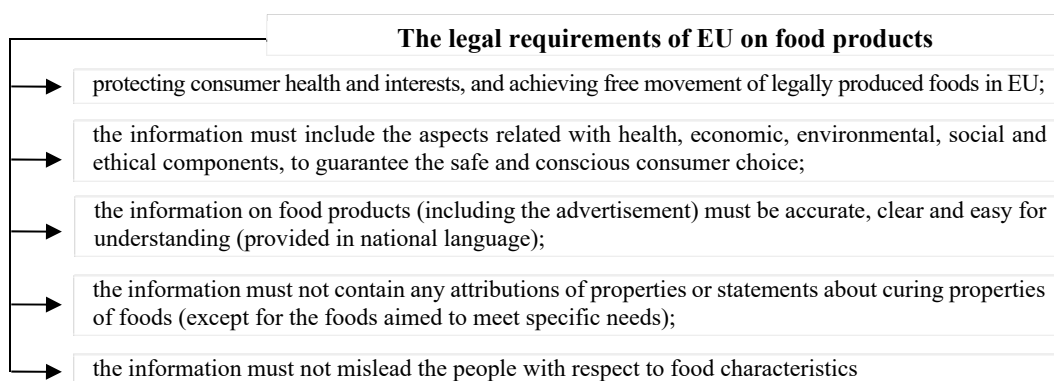 The legal requirements of EU on food products
protecting consumer health and interests, and achieving free movement of legally produced foods in EU;
the information must include the aspects related with health, economic, environmental, social and
ethical components, to guarantee the safe and conscious consumer choice;
the information on food products (including the advertisement) must be accurate, clear and easy for
understanding (provided in national language);
the information must not contain any attributions of properties or statements about curing properties
of foods (except for the foods aimed to meet specific needs);
the information must not mislead the people with respect to food characteristics